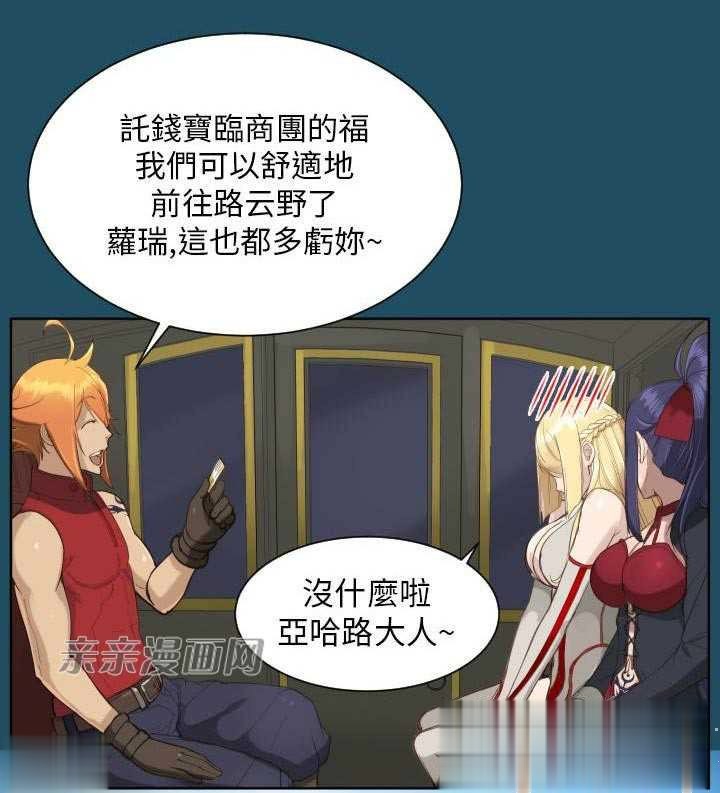 託錢寶臨商團的福
我們可以舒適地
前往路云野了
蘿瑞,這也都多虧妳~
沒什麼啦
亞哈路大人~
亲亲漫画网